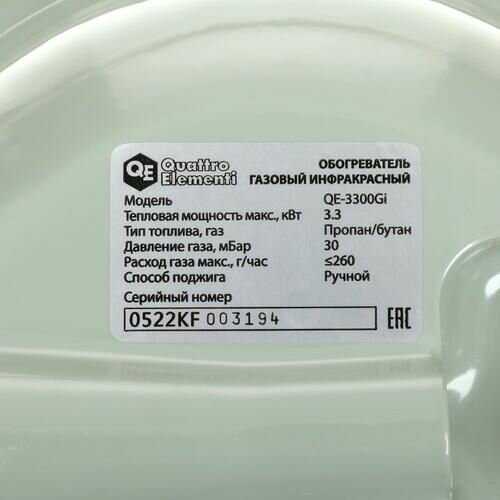 QE Quattro Elementi
ОБОГРЕВАТЕЛЬ
ГАЗОВЫЙ ИНФРАКРАСНЫЙ
Модель QE-3300Gi
Тепловая мощность макс., кВт 3.3
Тип топлива, газ Пропан/бутан
Давление газа, мБар 30
Расход газа макс., г/час ≤260
Способ поджига Ручной
Серийный номер
0522KF 003194 EAC